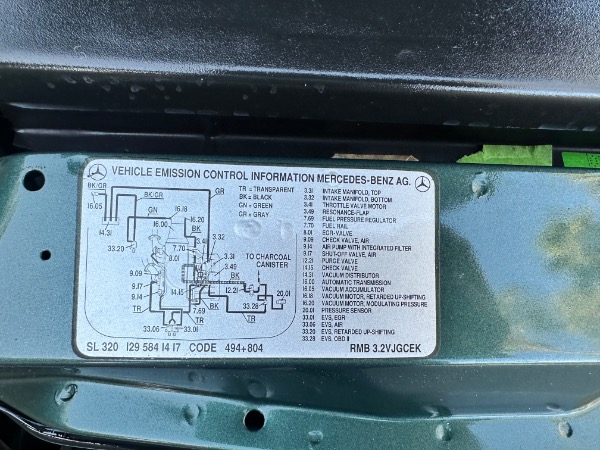 VEHICLE EMISSION CONTROL INFORMATION MERCEDES-BENZ AG.
BK/GR
16.05
14.31
BK/GR
GN
16.18
16.00
16.20
33.20
GR
BK
7.70
3.41
3.32
3.31
3.49
8.01
9.09
9.17
9.14
14.15
12.21
BK
7.69
BK
TR
TR
33.06
33.01
33.28
20.01
TR
TO CHARCOAL
CANISTER
TR = TRANSPARENT
BK = BLACK
GN = GREEN
GR = GRAY
3.31 INTAKE MANIFOLD, TOP
3.32 INTAKE MANIFOLD, BOTTOM
3.41 THROTTLE VALVE MOTOR
3.49 RESONANCE-FLAP
7.69 FUEL PRESSURE REGULATOR
7.70 FUEL RAIL
8.01 EGR-VALVE
9.09 CHECK VALVE, AIR
9.14 AIR PUMP WITH INTEGRATED FILTER
9.17 SHUT-OFF VALVE, AIR
12.21 PURGE VALVE
14.15 CHECK VALVE
14.31 VACUUM DISTRIBUTOR
16.00 AUTOMATIC TRANSMISSION
16.05 VACUUM ACCUMULATOR
16.18 VACUUM MOTOR, RETARDED UP-SHIFTING
16.20 VACUUM MOTOR, MODULATING PRESSURE
20.01 PRESSURE SENSOR
33.01 EVS, EGR
33.06 EVS, AIR
33.20 EVS, RETARDED UP-SHIFTING
33.28 EVS, OBD II
SL 320 129 584 14 17 CODE 494+804 RMB 3.2VJGCEK